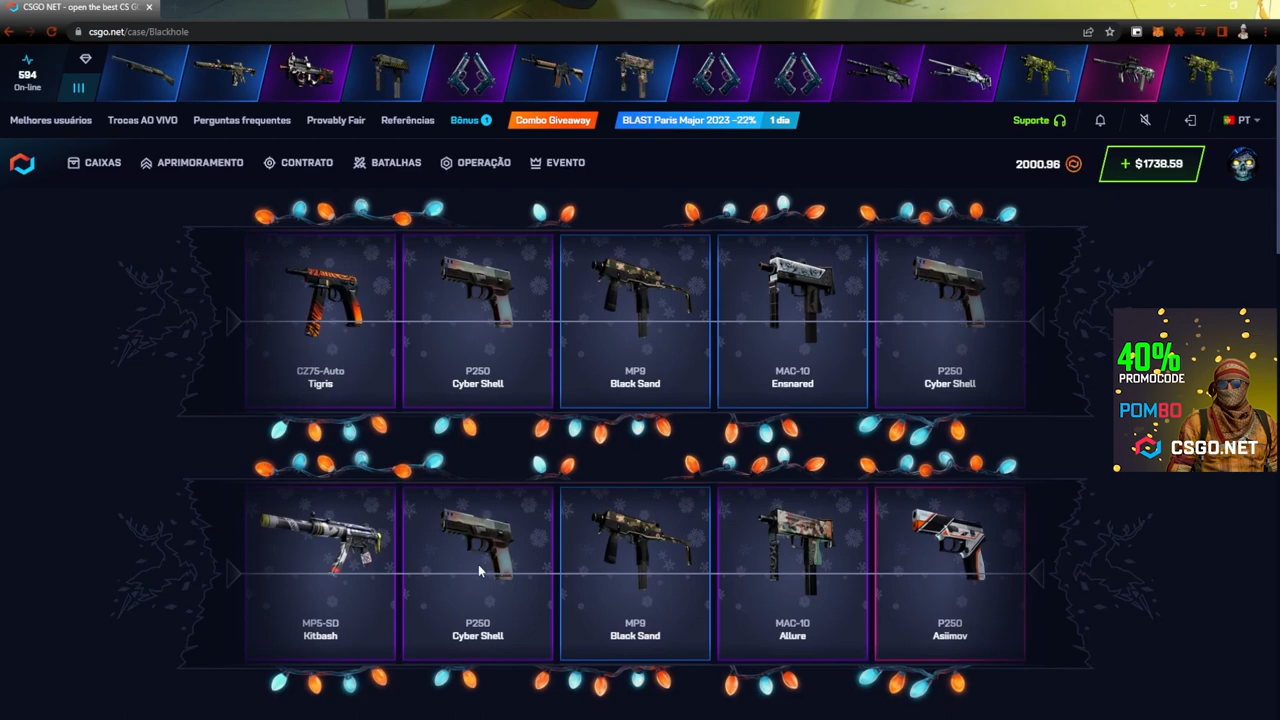 CSGO NET - open the best CS G
csgo.net/case/Blackhole
594
On-line
Melhores usuários Trocas AO VIVO Perguntas frequentes Provably Fair Referências Bônus 1 Combo Giveaway BLAST Paris Major 2023 -22% 1 dia Suporte PT
CAIXAS APRIMORAMENTO CONTRATO BATALHAS OPERAÇÃO EVENTO 2000.96 + $1738.59
CZ75-Auto
Tigris
P250
Cyber Shell
MP9
Black Sand
MAC-10
Ensnared
P250
Cyber Shell
40%
PROMOCODE
POMBO
CSGO.NET
MP5-SD
Kitbash
P250
Cyber Shell
MP9
Black Sand
MAC-10
Allure
P250
Asiimov